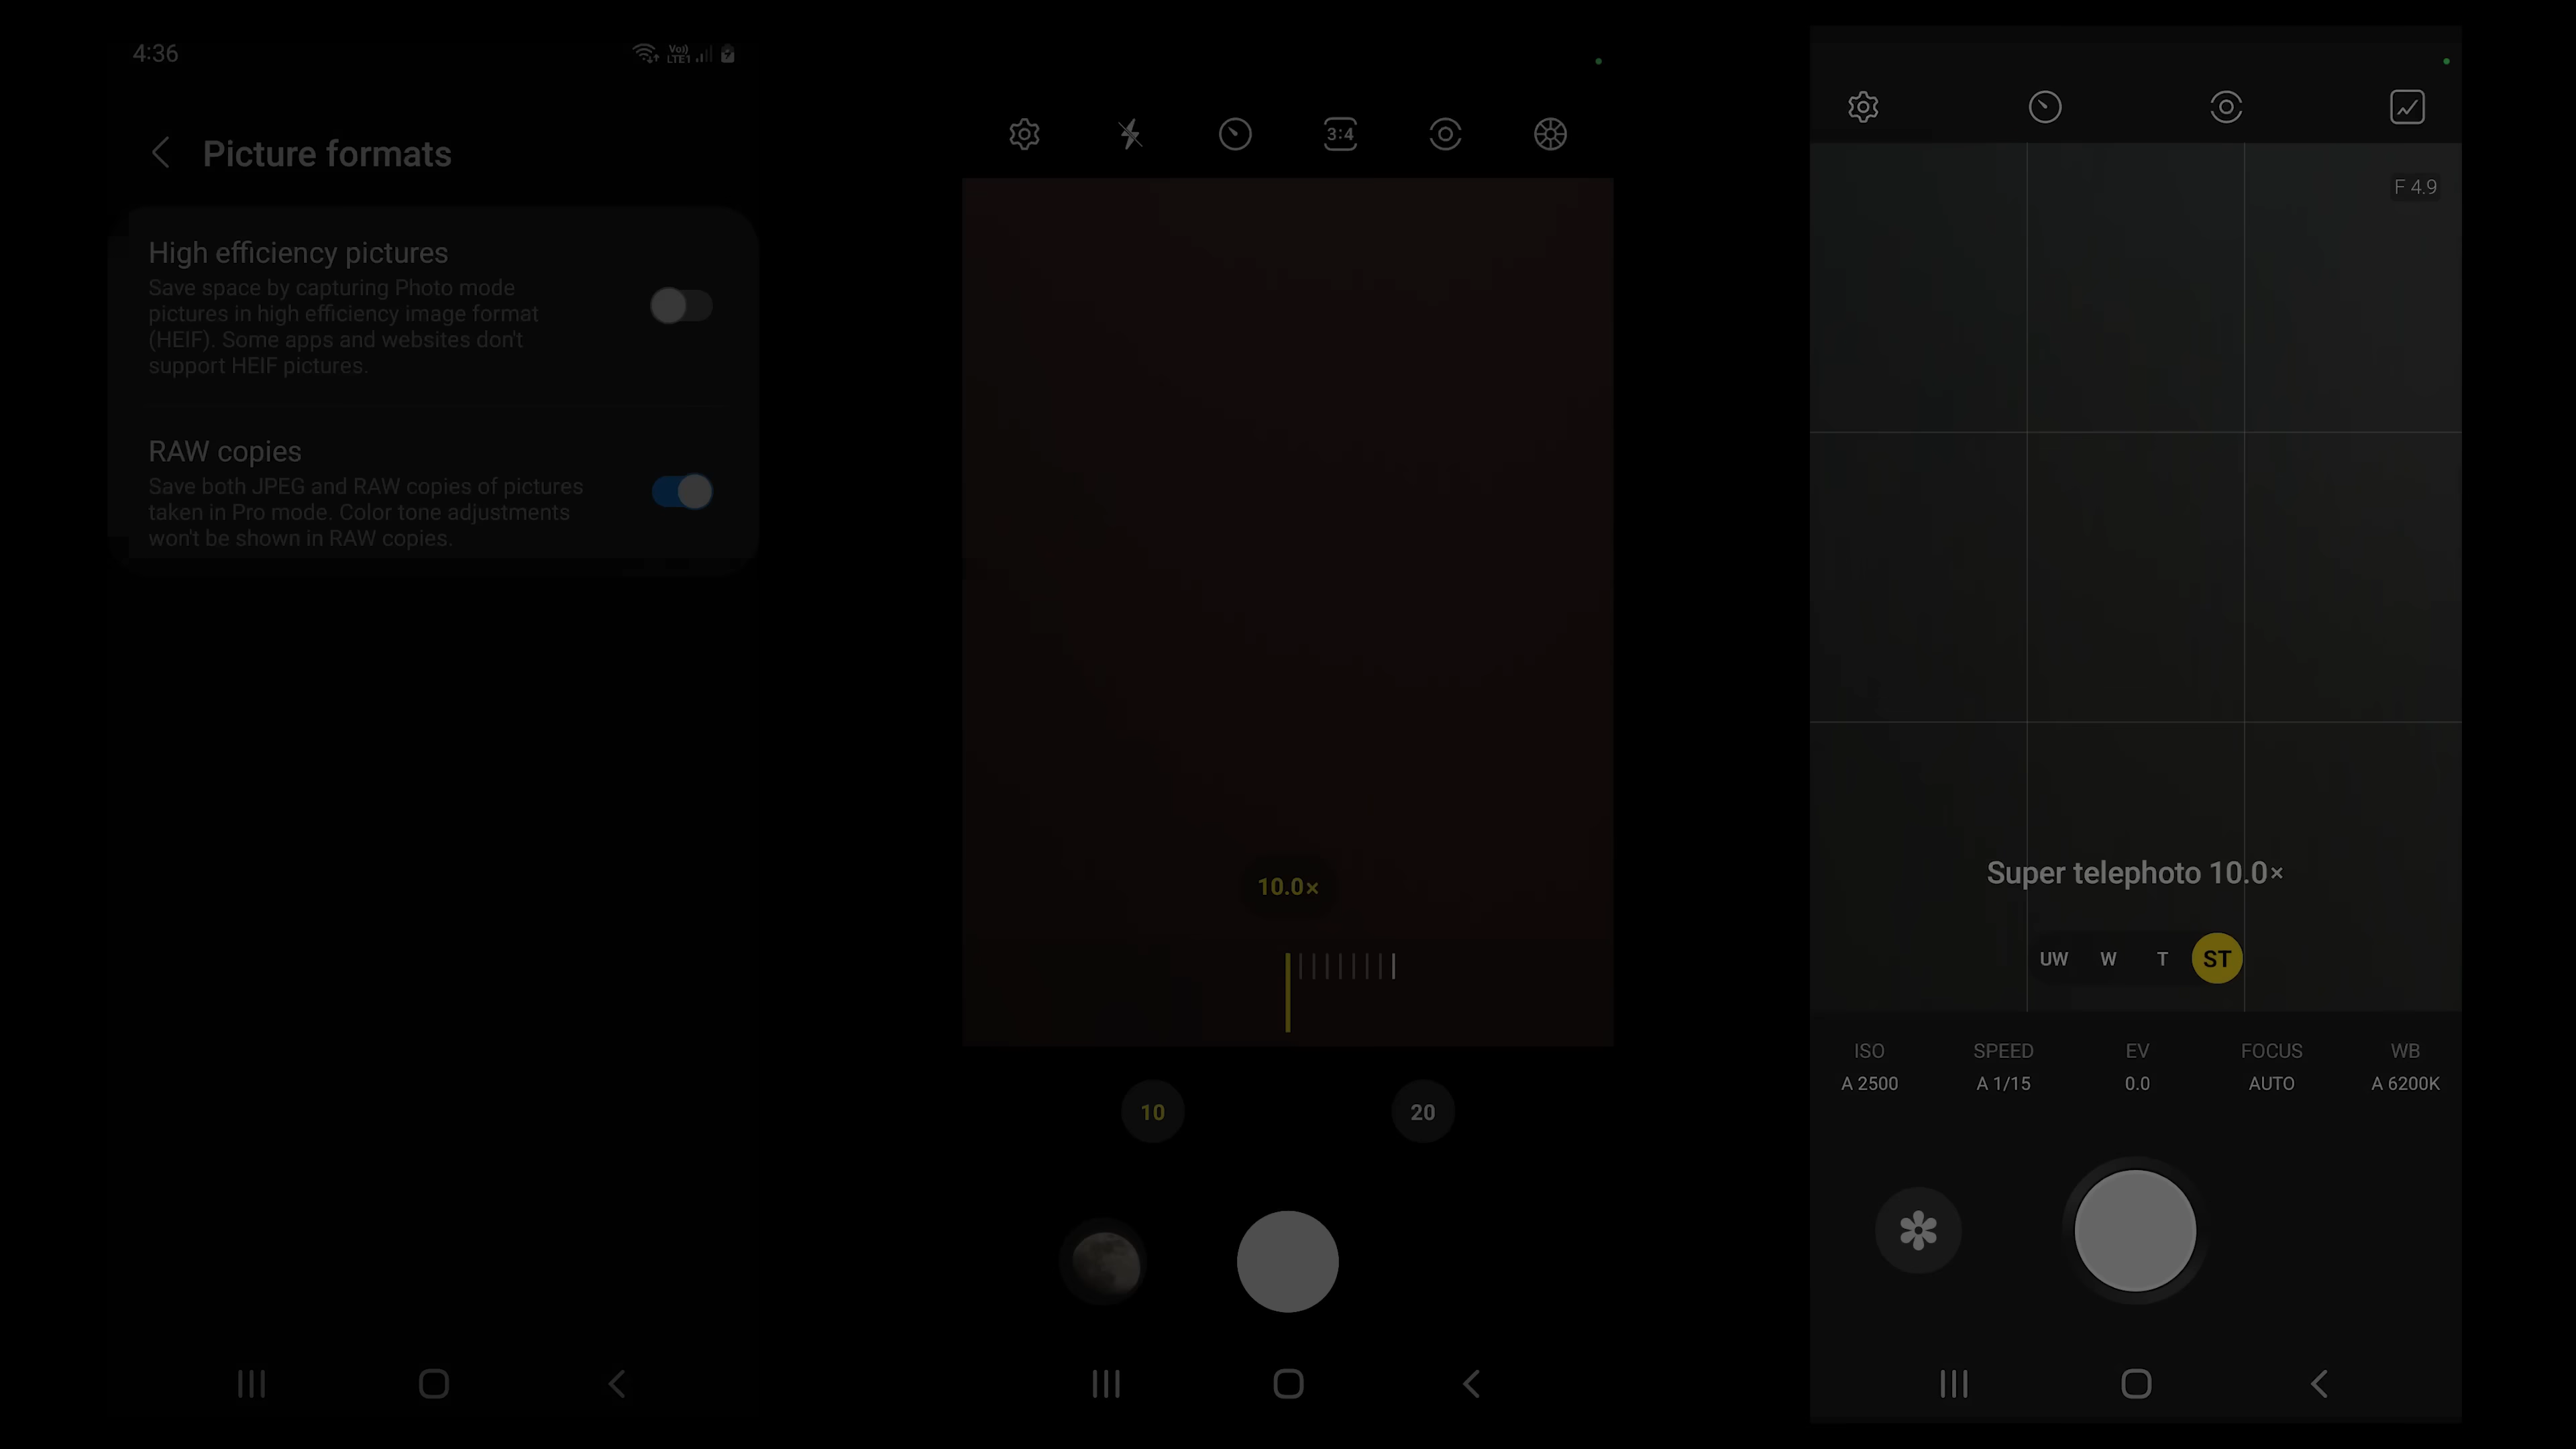 4:36
Vo))
LTE1
Picture formats
High efficiency pictures
Save space by capturing Photo mode
pictures in high efficiency image format
(HEIF). Some apps and websites don't
support HEIF pictures.
RAW copies
Save both JPEG and RAW copies of pictures
taken in Pro mode. Color tone adjustments
won't be shown in RAW copies.
3:4
10.0×
10
20
F 4.9
Super telephoto 10.0×
UW W T ST
ISO SPEED EV FOCUS WB
A 2500 A 1/15 0.0 AUTO A 6200K